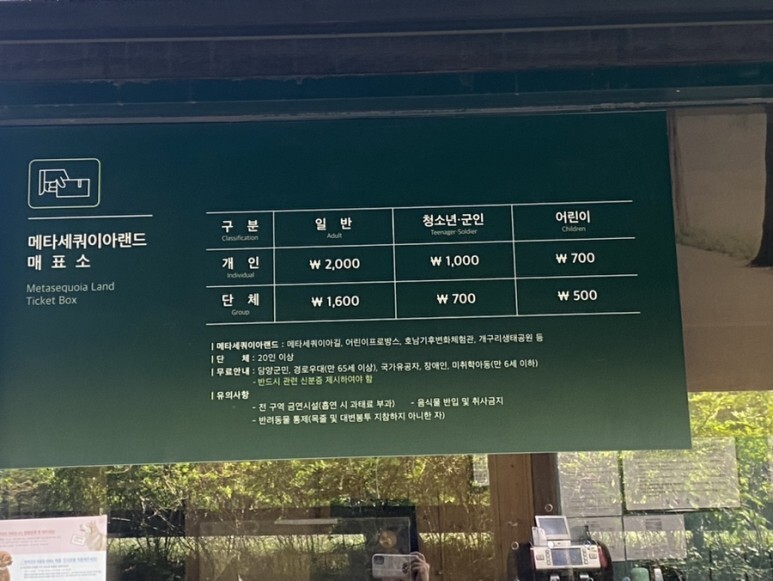 메타세쿼이아랜드
매 표 소
Metasequoia Land
Ticket Box
구 분 일 반 청소년·군인 어린이
Classification Adult Teenager·Soldier Children
개 인 ₩ 2,000 ₩ 1,000 ₩ 700
Individual
단 체 ₩ 1,600 ₩ 700 ₩ 500
Group
| 메타세쿼이아랜드 : 메타세쿼이아길, 어린이프로방스, 호남기후변화체험관, 개구리생태공원 등
| 단 체 : 20인 이상
| 무료안내 : 담양군민, 경로우대(만 65세 이상), 국가유공자, 장애인, 미취학아동(만 6세 이하)
- 반드시 관련 신분증 제시하여야 함
| 유의사항
- 전 구역 금연시설(흡연 시 과태료 부과) - 음식물 반입 및 취사금지
- 반려동물 통제(목줄 및 대변봉투 지참하지 아니한 자)